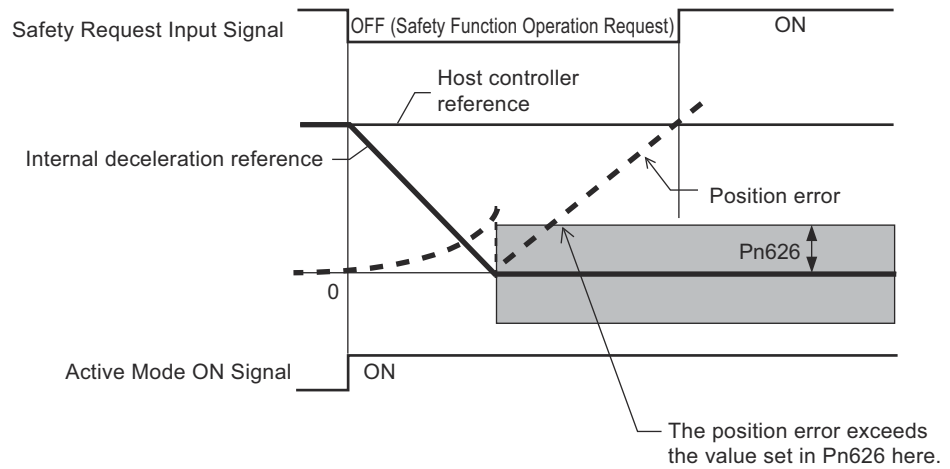 Safety Request Input Signal
OFF (Safety Function Operation Request)
ON
Host controller
reference
Internal deceleration reference
Position error
Pn626
0
Active Mode ON Signal
ON
The position error exceeds
the value set in Pn626 here.